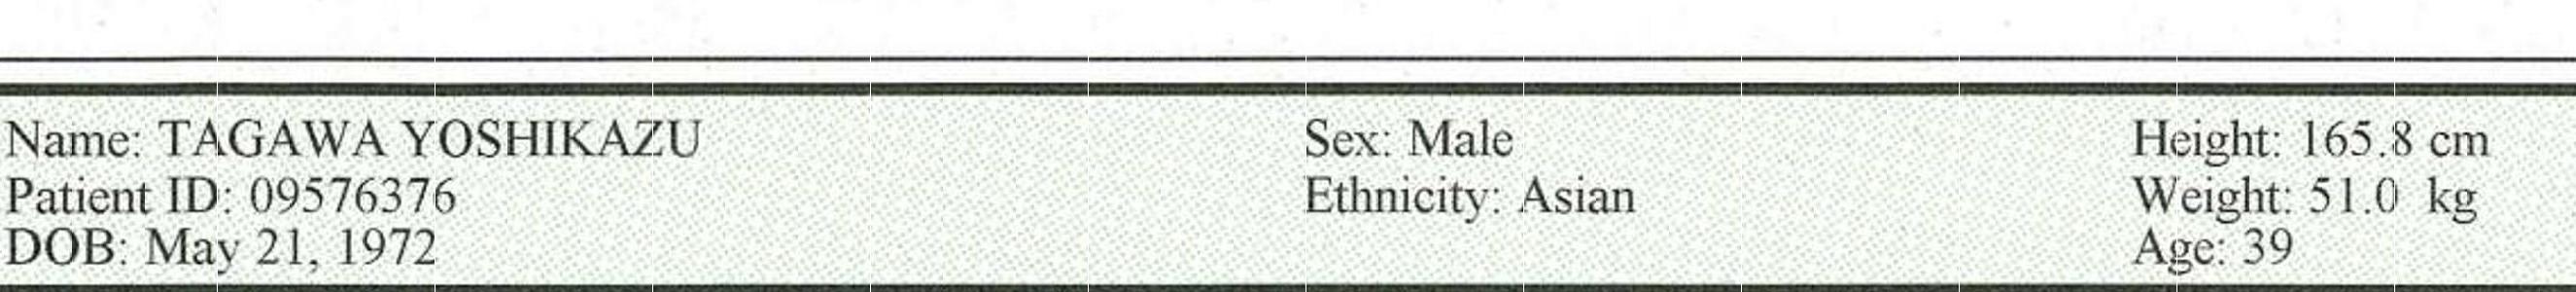 Name: TAGAWA YOSHIKAZU Sex: Male Height: 165.8 cm
Patient ID: 09576376 Ethnicity: Asian Weight: 51.0 kg
DOB: May 21, 1972 Age: 39